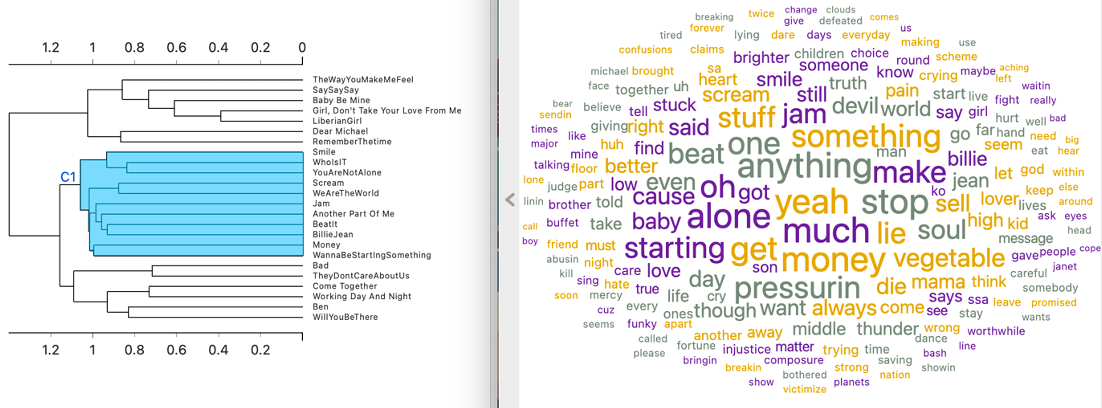 1.2 1 0.8 0.6 0.4 0.2 0
TheWayYouMakeMeFeel
SaySaySay
Baby Be Mine
Girl, Don't Take Your Love From Me
LiberianGirl
Dear Michael
RememberThetime
Smile
WhoIsIT
YouAreNotAlone
Scream
WeAreTheWorld
Jam
Another Part Of Me
BeatIt
BillieJean
Money
WannaBeStartingSomething
Bad
TheyDontCareAboutUs
Come Together
Working Day And Night
Ben
WillYouBeThere
C1
1.2 1 0.8 0.6 0.4 0.2
breaking twice change clouds
forever give defeated comes
tired lying dare days everyday us
confusions claims brighter children choice round making use
michael brought sa someone know crying maybe scheme aching
face together uh heart smile truth pain start live left waitin
bear believe tell stuck scream still devil world say girl fight really
sendin giving right said stuff jam hurt well bad
times like huh find beat one something go far hand need big
major mine man seem eat hear
talking floor better even anything make billie let god within
lone judge part low oh got jean keep else
linin brother told cause yeah stop ko sell lover lives around
call buffet take baby alone much lie soul high kid ask eyes
boy friend must starting get money vegetable message head
abusin night son gave people cope
kill sing hate care love day pressurin die mama think careful janet
soon mercy true life cry says ssa leave somebody promised
cuz every ones though want always come see stay wants
seems funky apart another away middle thunder wrong worthwhile
called injustice matter trying time dance line
please fortune composure saving bash
bringin breakin bothered strong nation showin
show victimize planets